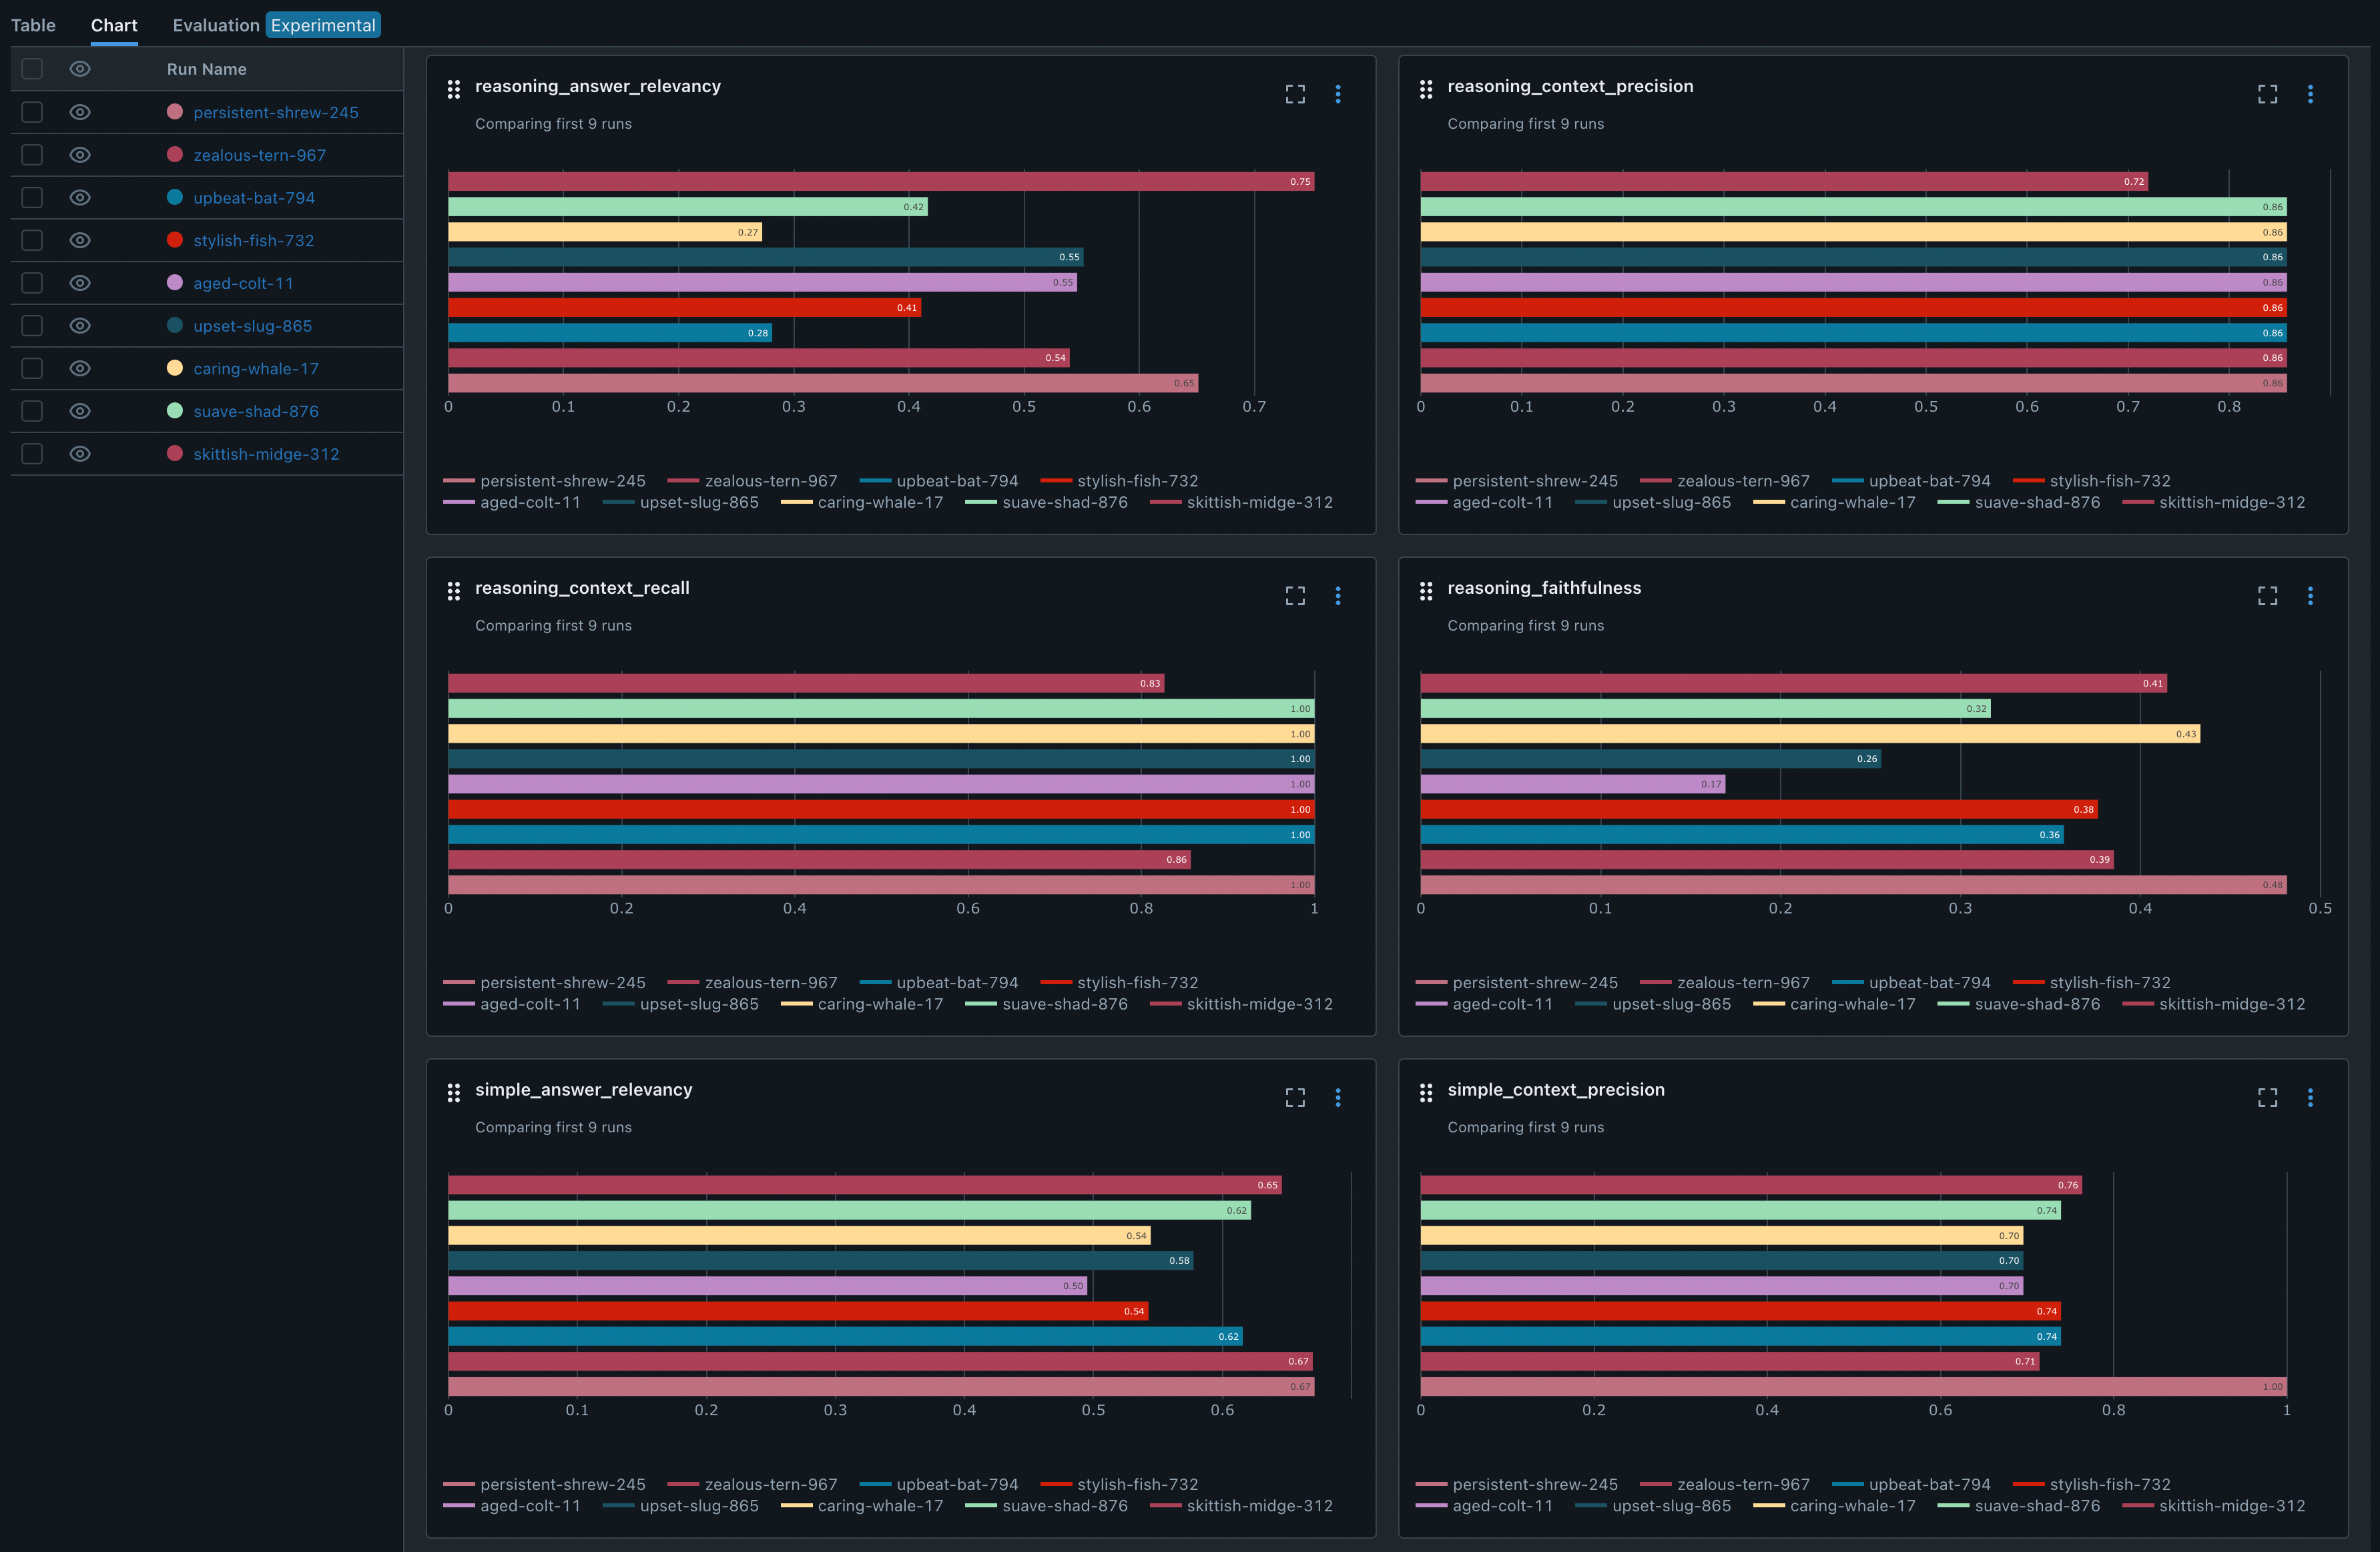 Table Chart Evaluation Experimental
Run Name
persistent-shrew-245
zealous-tern-967
upbeat-bat-794
stylish-fish-732
aged-colt-11
upset-slug-865
caring-whale-17
suave-shad-876
skittish-midge-312
reasoning_answer_relevancy
Comparing first 9 runs
0.75
0.42
0.27
0.55
0.55
0.41
0.28
0.54
0.65
0 0.1 0.2 0.3 0.4 0.5 0.6 0.7
persistent-shrew-245 zealous-tern-967 upbeat-bat-794 stylish-fish-732
aged-colt-11 upset-slug-865 caring-whale-17 suave-shad-876 skittish-midge-312
reasoning_context_precision
Comparing first 9 runs
0.72
0.86
0.86
0.86
0.86
0.86
0.86
0.86
0.86
0 0.1 0.2 0.3 0.4 0.5 0.6 0.7 0.8
persistent-shrew-245 zealous-tern-967 upbeat-bat-794 stylish-fish-732
aged-colt-11 upset-slug-865 caring-whale-17 suave-shad-876 skittish-midge-312
reasoning_context_recall
Comparing first 9 runs
0.83
1.00
1.00
1.00
1.00
1.00
1.00
0.86
1.00
0 0.2 0.4 0.6 0.8 1
persistent-shrew-245 zealous-tern-967 upbeat-bat-794 stylish-fish-732
aged-colt-11 upset-slug-865 caring-whale-17 suave-shad-876 skittish-midge-312
reasoning_faithfulness
Comparing first 9 runs
0.41
0.32
0.43
0.26
0.17
0.38
0.36
0.39
0.48
0 0.1 0.2 0.3 0.4 0.5
persistent-shrew-245 zealous-tern-967 upbeat-bat-794 stylish-fish-732
aged-colt-11 upset-slug-865 caring-whale-17 suave-shad-876 skittish-midge-312
simple_answer_relevancy
Comparing first 9 runs
0.65
0.62
0.54
0.58
0.50
0.54
0.62
0.67
0.67
0 0.1 0.2 0.3 0.4 0.5 0.6
persistent-shrew-245 zealous-tern-967 upbeat-bat-794 stylish-fish-732
aged-colt-11 upset-slug-865 caring-whale-17 suave-shad-876 skittish-midge-312
simple_context_precision
Comparing first 9 runs
0.76
0.74
0.70
0.70
0.70
0.74
0.74
0.71
1.00
0 0.2 0.4 0.6 0.8 1
persistent-shrew-245 zealous-tern-967 upbeat-bat-794 stylish-fish-732
aged-colt-11 upset-slug-865 caring-whale-17 suave-shad-876 skittish-midge-312